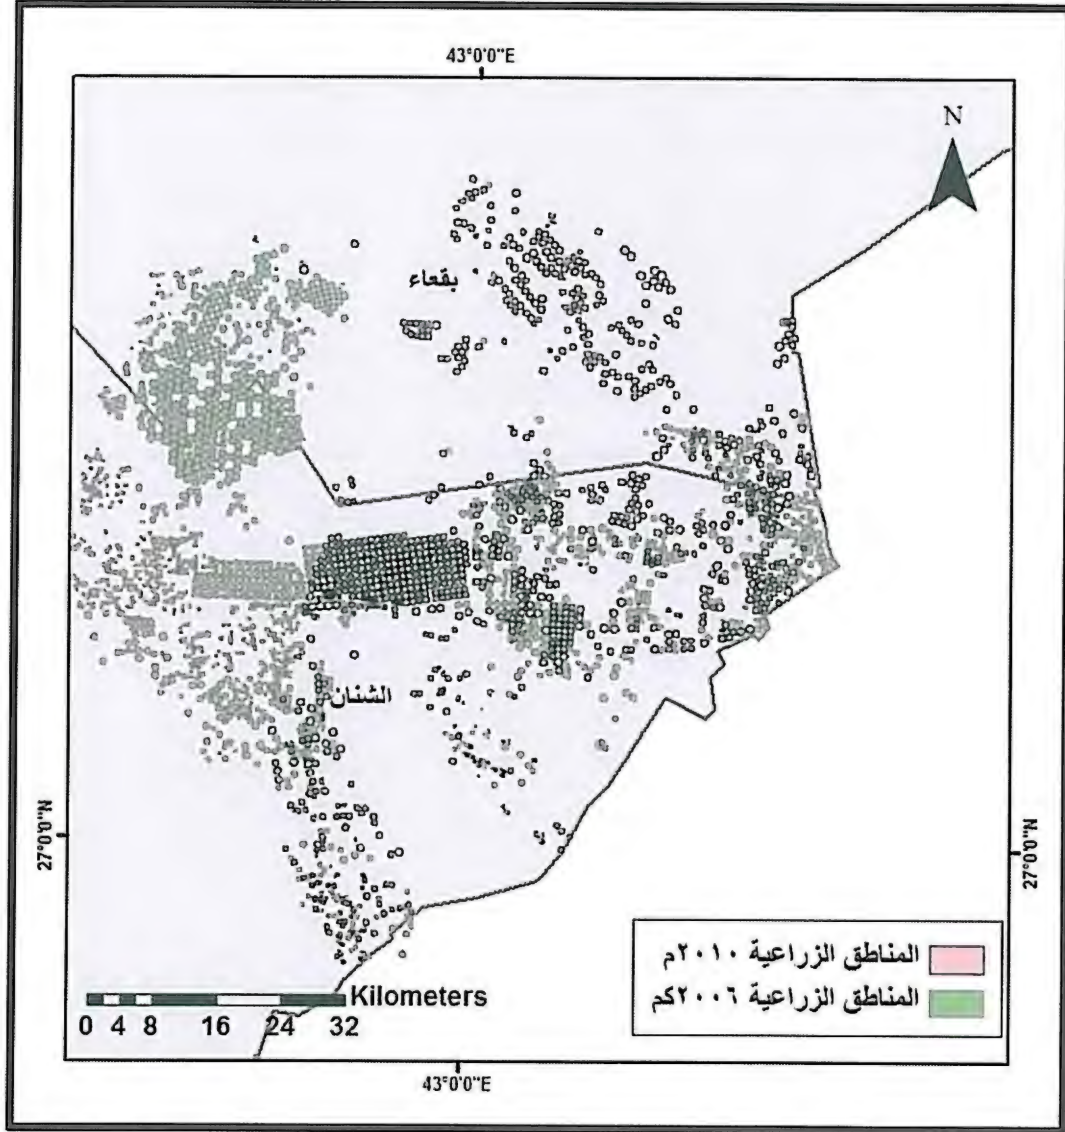 43°0'0"E
N
بقعاء
الشنان
27°0'0"N
27°0'0"N
المناطق الزراعية ٢٠١٠م
المناطق الزراعية ٢٠٠٦كم
Kilometers
0 4 8 16 24 32
43°0'0"E